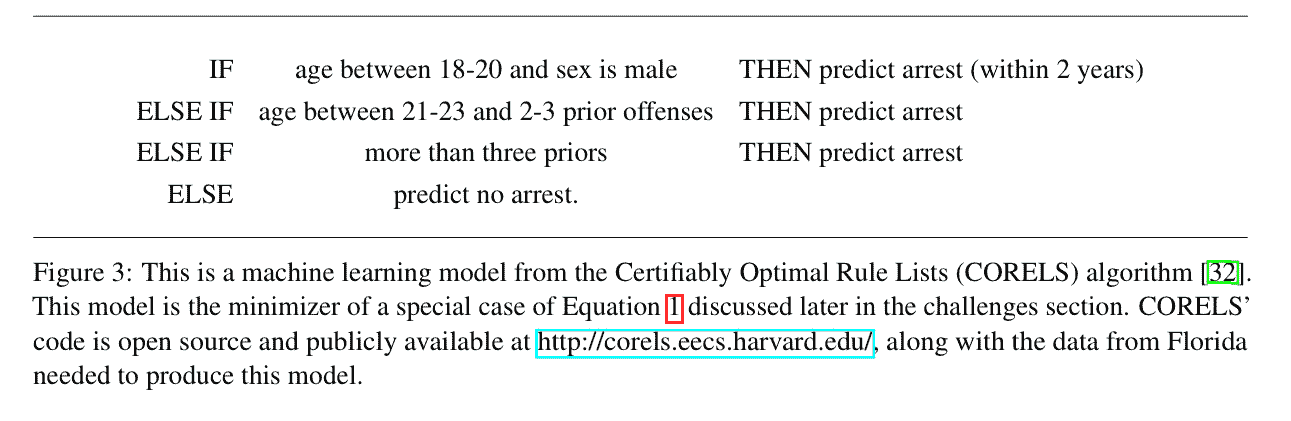 IF age between 18-20 and sex is male THEN predict arrest (within 2 years)
ELSE IF age between 21-23 and 2-3 prior offenses THEN predict arrest
ELSE IF more than three priors THEN predict arrest
ELSE predict no arrest.
Figure 3: This is a machine learning model from the Certifiably Optimal Rule Lists (CORELS) algorithm [32].
This model is the minimizer of a special case of Equation 1 discussed later in the challenges section. CORELS’
code is open source and publicly available at http://corels.eecs.harvard.edu/, along with the data from Florida
needed to produce this model.